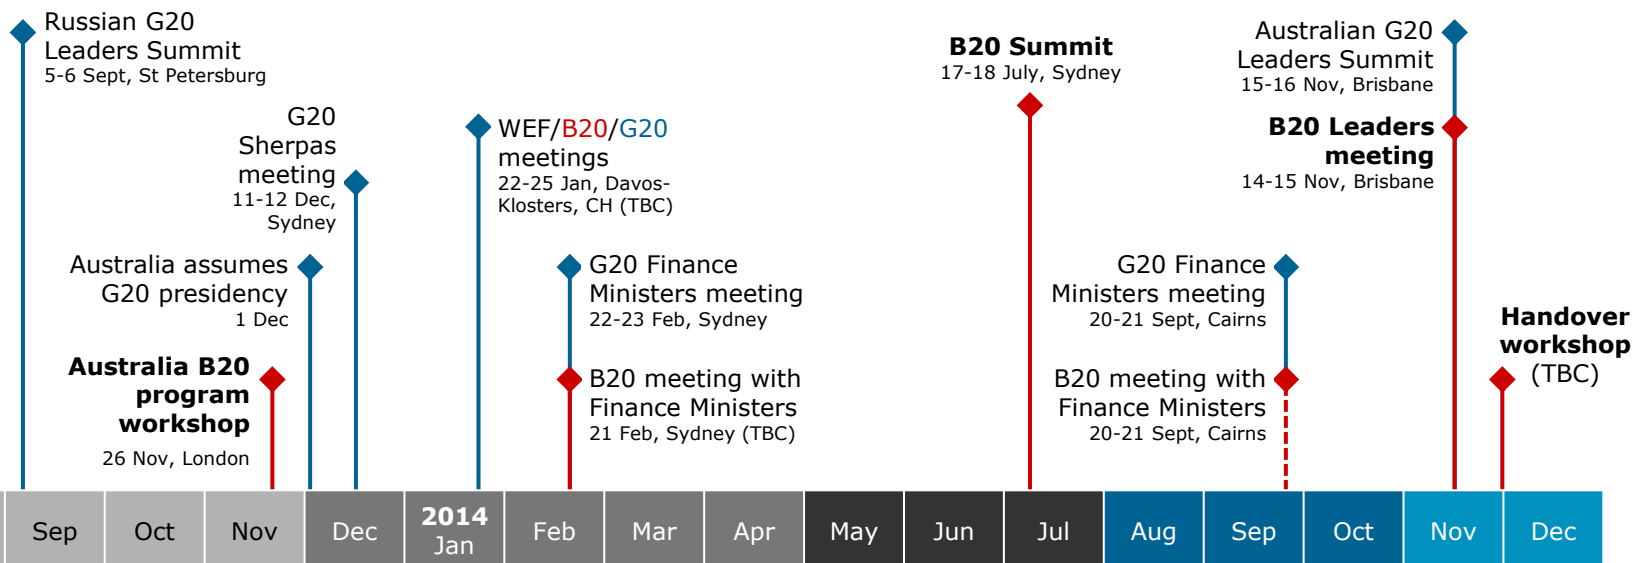 Russian G20
Leaders Summit
5-6 Sept, St Petersburg
G20
Sherpas
meeting
11-12 Dec,
Sydney
Australia assumes
G20 presidency
1 Dec
Australia B20
program
workshop
26 Nov, London
WEF/B20/G20
meetings
22-25 Jan, Davos-
Klosters, CH (TBC)
G20 Finance
Ministers meeting
22-23 Feb, Sydney
B20 meeting with
Finance Ministers
21 Feb, Sydney (TBC)
B20 Summit
17-18 July, Sydney
Australian G20
Leaders Summit
15-16 Nov, Brisbane
B20 Leaders
meeting
14-15 Nov, Brisbane
G20 Finance
Ministers meeting
20-21 Sept, Cairns
B20 meeting with
Finance Ministers
20-21 Sept, Cairns
Handover
workshop
(TBC)
Sep
Oct
Nov
Dec
2014
Jan
Feb
Mar
Apr
May
Jun
Jul
Aug
Sep
Oct
Nov
Dec